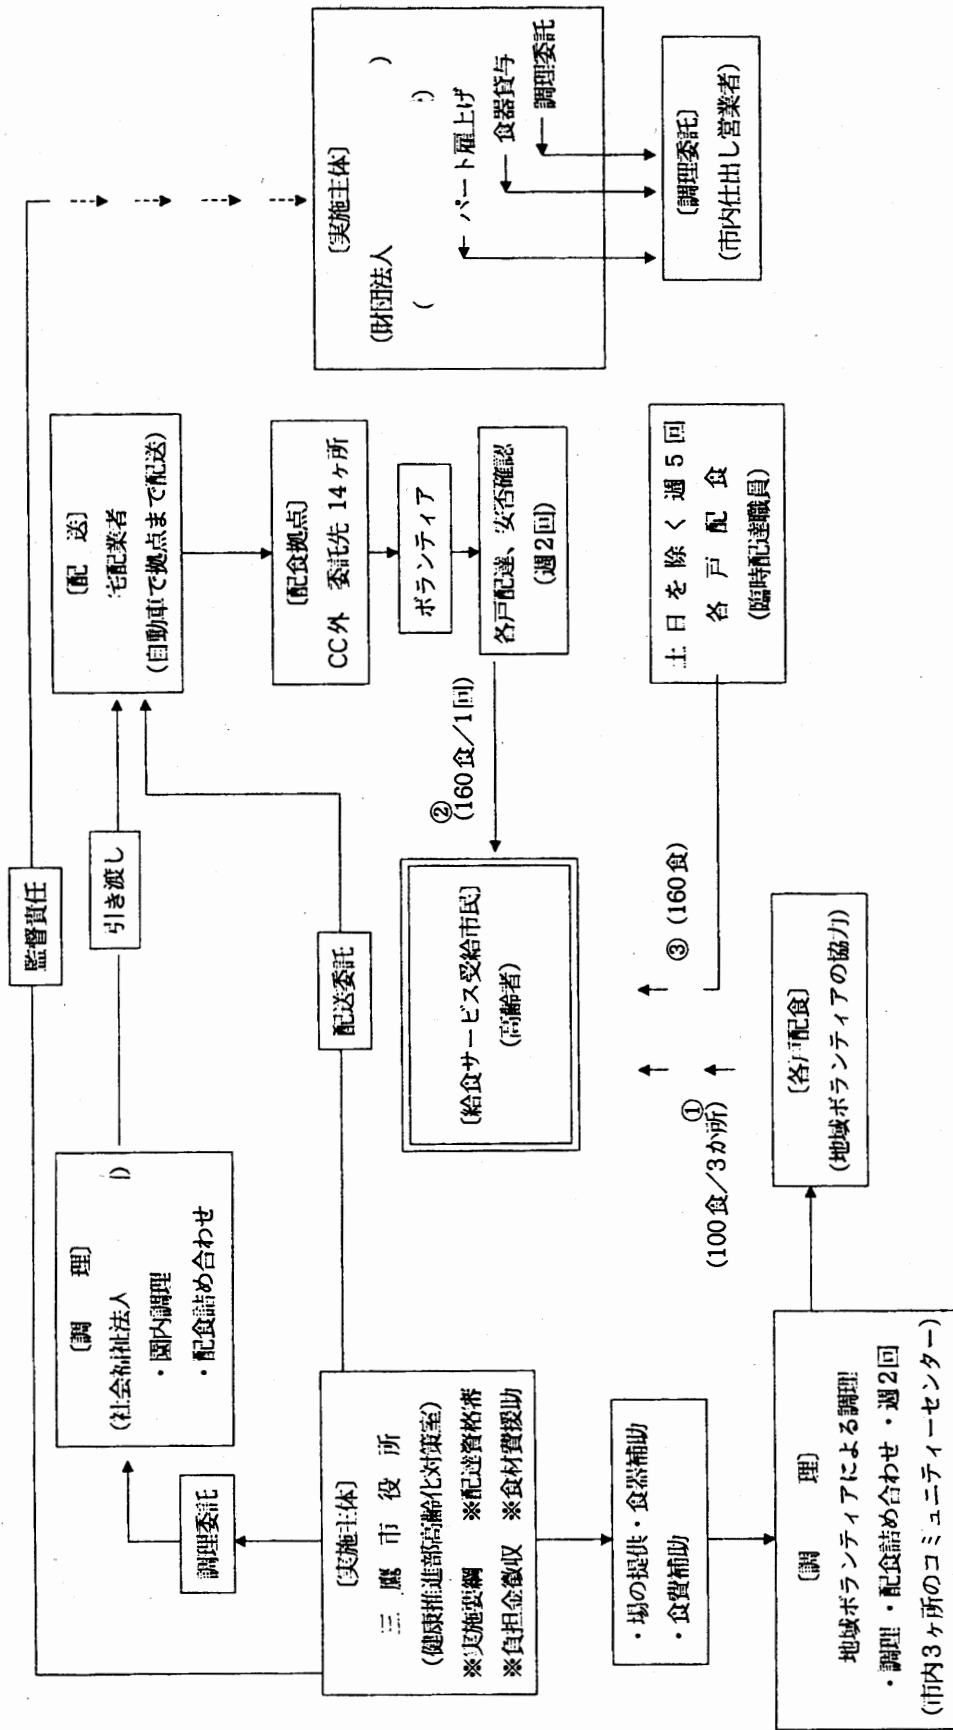 監督責任
〔調　理〕
(社会福祉法人　)
・園内調理
・配食詰め合わせ
引き渡し
〔配　送〕
宅配業者
(自動車で拠点まで配送)
調理委託
配送委託
〔実施主体〕
三鷹市役所
(健康推進部高齢化対策室)
※実施要綱　※配達資格審
※負担金徴収　※食材費援助
〔配食拠点〕
CC外　委託先 14ヶ所
ボランティア
各戸配達、安否確認
(週2回)
②
(160食／1回)
〔給食サービス受給市民〕
(高齢者)
〔実施主体〕
(財団法人　)
(　)
パート雇上げ
食器貸与
調理委託
〔調理委託〕
(市内仕出し営業者)
土日を除く週5回
各戸配食
(臨時配達職員)
③ (160食)
①
(100食／3か所)
・場の提供・食器補助
・食費補助
〔調　理〕
地域ボランティアによる調理
・調理・配食詰め合わせ・週2回
(市内3ヶ所のコミュニティーセンター)
〔各戸配食〕
(地域ボランティアの協力)